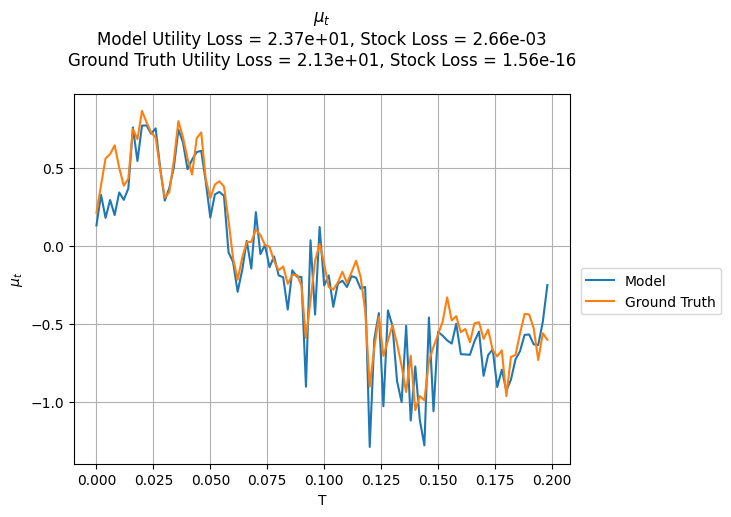 μₜ
Model Utility Loss = 2.37e+01, Stock Loss = 2.66e-03
Ground Truth Utility Loss = 2.13e+01, Stock Loss = 1.56e-16
0.5
0.0
−0.5
−1.0
μₜ
0.000 0.025 0.050 0.075 0.100 0.125 0.150 0.175 0.200
T
Model
Ground Truth